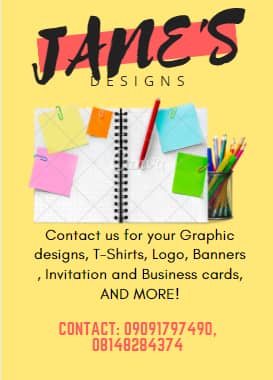 JANE'S
DESIGNS
Canva
Contact us for your Graphic
designs, T-Shirts, Logo, Banners
, Invitation and Business cards,
AND MORE!
CONTACT: 09091797490,
08148284374